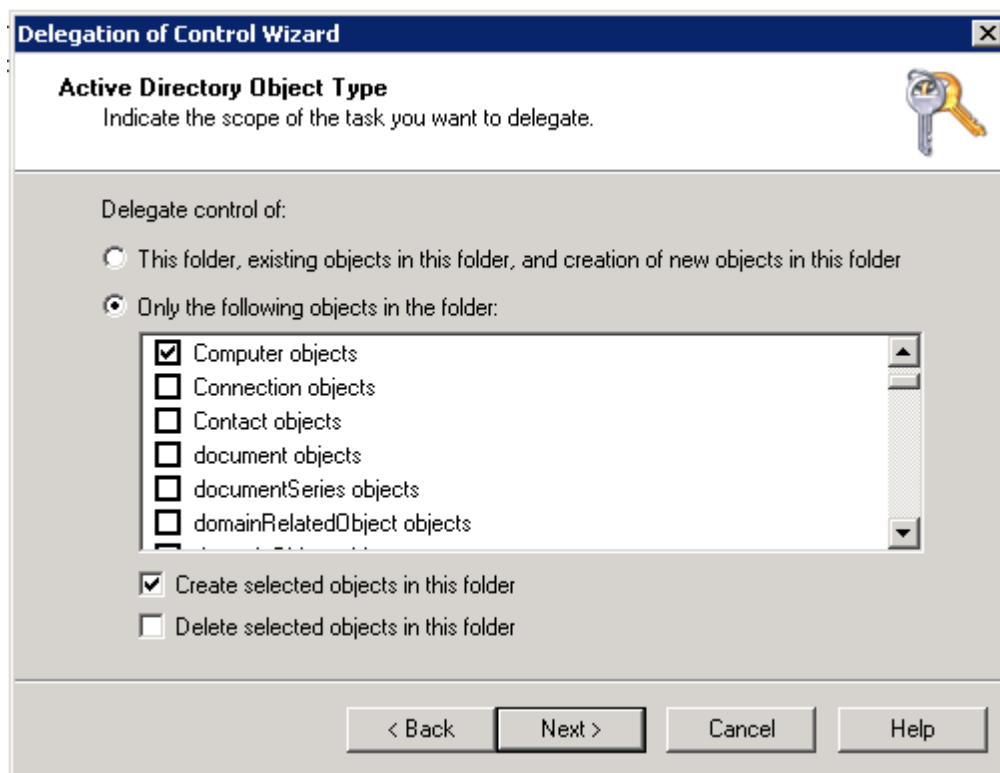 Delegation of Control Wizard
Active Directory Object Type
Indicate the scope of the task you want to delegate.
Delegate control of:
This folder, existing objects in this folder, and creation of new objects in this folder
Only the following objects in the folder:
Computer objects
Connection objects
Contact objects
document objects
documentSeries objects
domainRelatedObject objects
Create selected objects in this folder
Delete selected objects in this folder
< Back
Next >
Cancel
Help